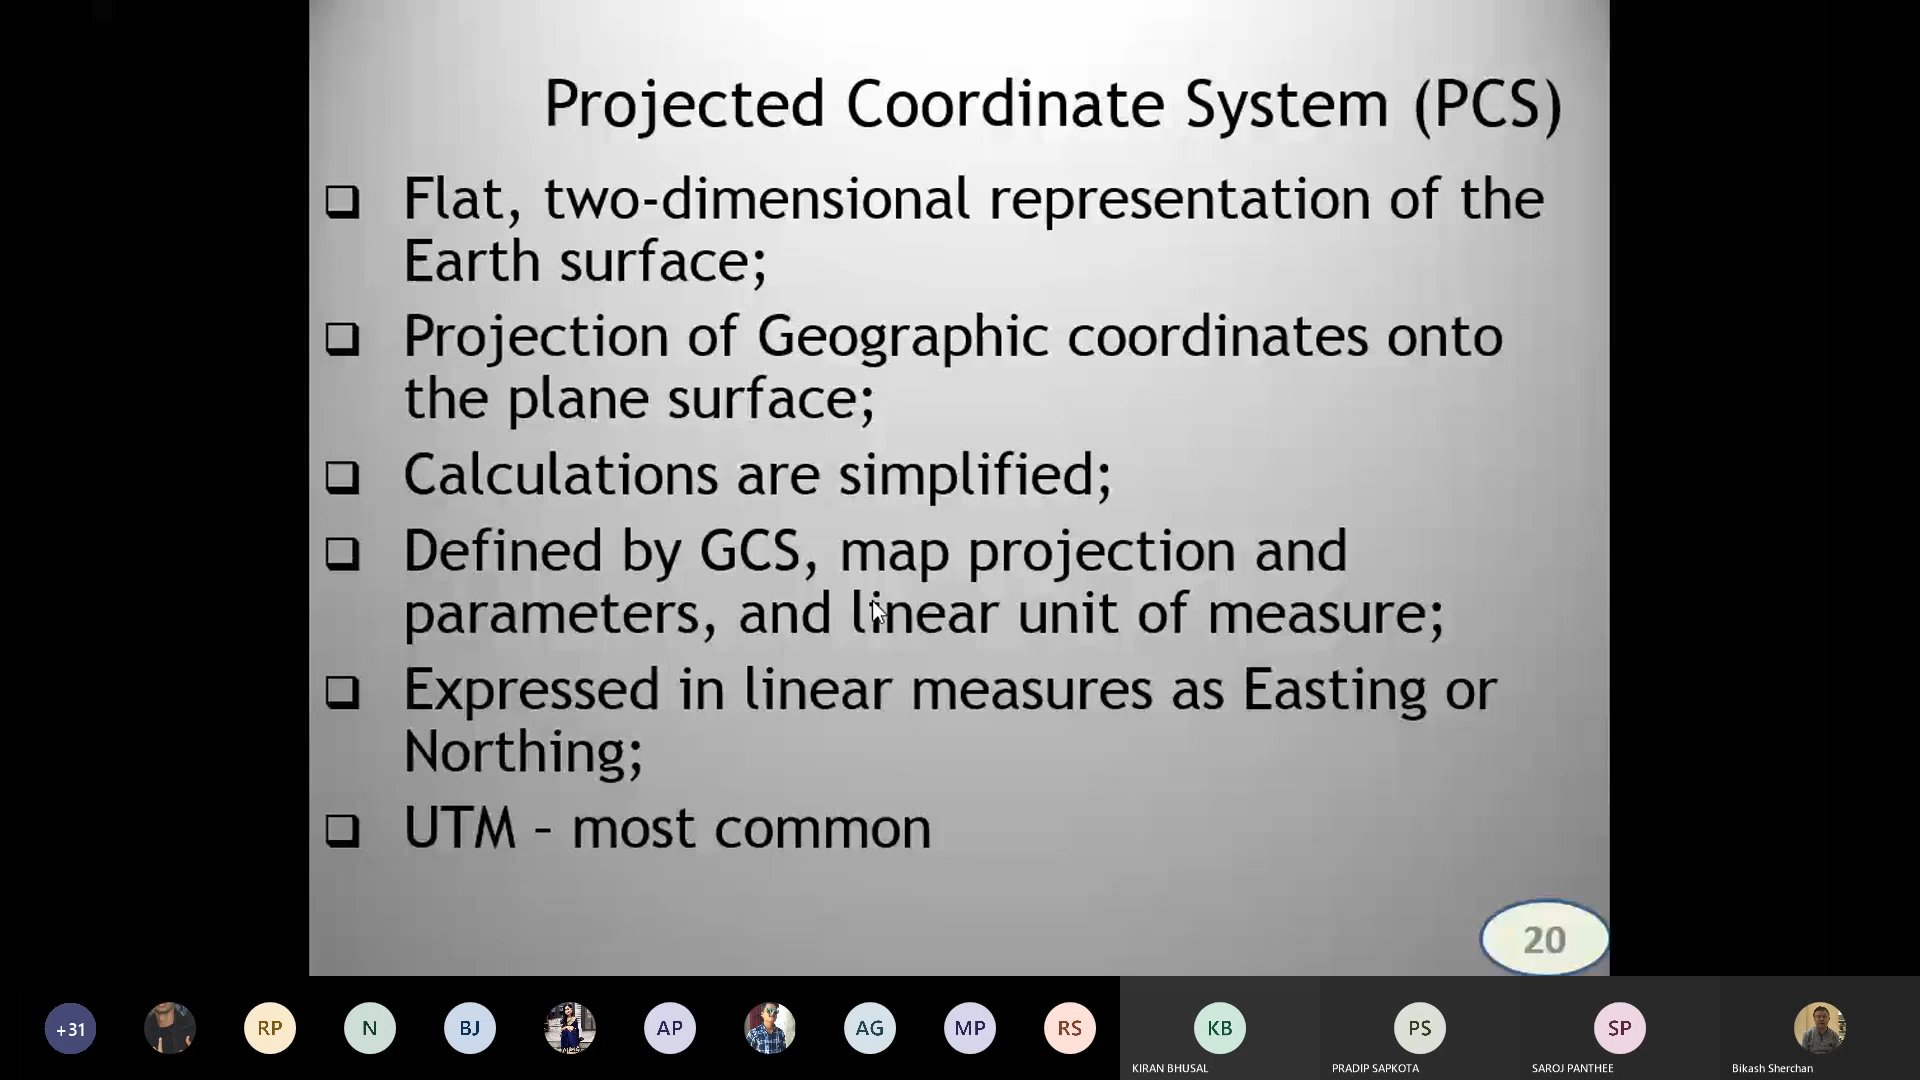 Projected Coordinate System (PCS)
Flat, two-dimensional representation of the
Earth surface;
Projection of Geographic coordinates onto
the plane surface;
Calculations are simplified;
Defined by GCS, map projection and
parameters, and linear unit of measure;
Expressed in linear measures as Easting or
Northing;
UTM – most common
20
+31
RP
N
BJ
AP
AG
MP
RS
KB
PS
SP
KIRAN BHUSAL
PRADIP SAPKOTA
SAROJ PANTHEE
Bikash Sherchan